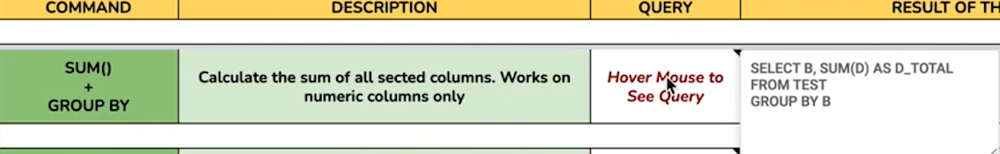 COMMAND
DESCRIPTION
QUERY
RESULT OF
SUM()
+
GROUP BY
Calculate the sum of all sected columns. Works on
numeric columns only
Hover Mouse to
See Query
SELECT B, SUM(D) AS D_TOTAL
FROM TEST
GROUP BY B